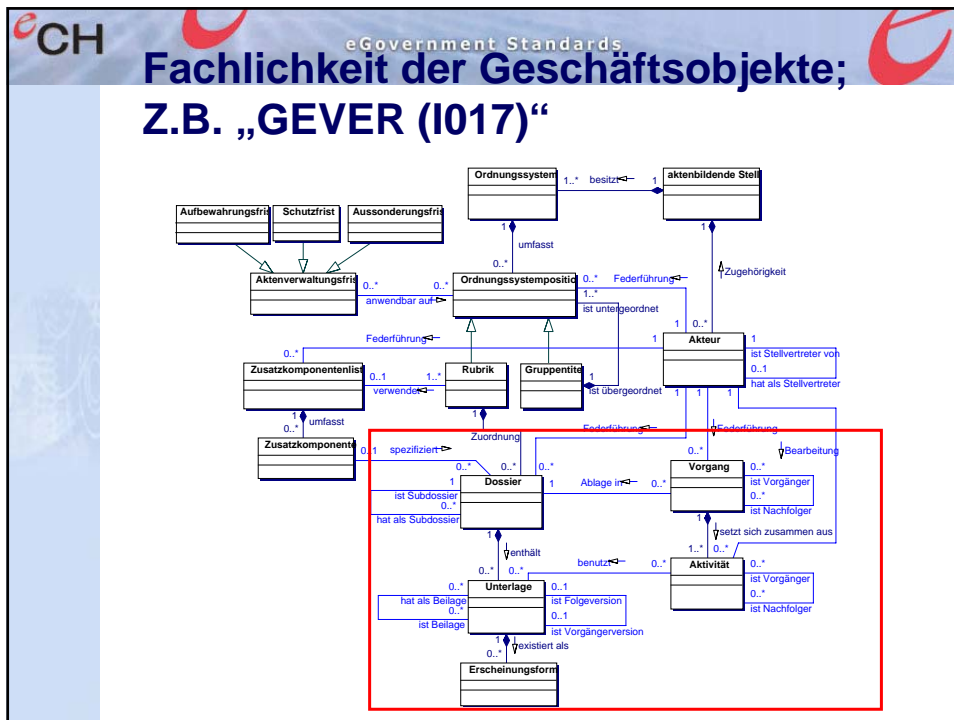 eCH
eGovernment Standards
Fachlichkeit der Geschäftsobjekte;
Z.B. „GEVER (I017)“
Ordnungssystem
1..* besitzt 1
aktenbildende Stell
Aufbewahrungsfris
Schutzfrist
Aussonderungsfris
1
umfasst
0..*
1
Zugehörigkeit
0..*
Aktenverwaltungsfris
0..* 0..*
anwendbar auf
Ordnungssystempositio
0..* Federführung
1..*
ist untergeordnet
1
Akteur
1
ist Stellvertreter von
0..1
hat als Stellvertreter
Federführung 1
0..*
Zusatzkomponentenlist
0..1 1..*
verwendet
Rubrik
Gruppentite
1
ist übergeordnet
1
umfasst
0..*
1
Zuordnung
1 1 1
Federführung
Federführung
Bearbeitung
Zusatzkomponente
0..1 spezifiziert
0..* 0..* 0..*
0..*
Dossier
1
ist Subdossier
0..*
hat als Subdossier
1 Ablage in 0..*
Vorgang
0..*
ist Vorgänger
0..*
ist Nachfolger
1
enthält
0..* 0..*
1
setzt sich zusammen aus
1..* 0..*
benutzt 0..*
Aktivität
0..*
ist Vorgänger
0..*
ist Nachfolger
Unterlage
0..*
hat als Beilage
0..*
ist Beilage
0..1
ist Folgeversion
0..1
ist Vorgängerversion
1
existiert als
0..*
Erscheinungsform